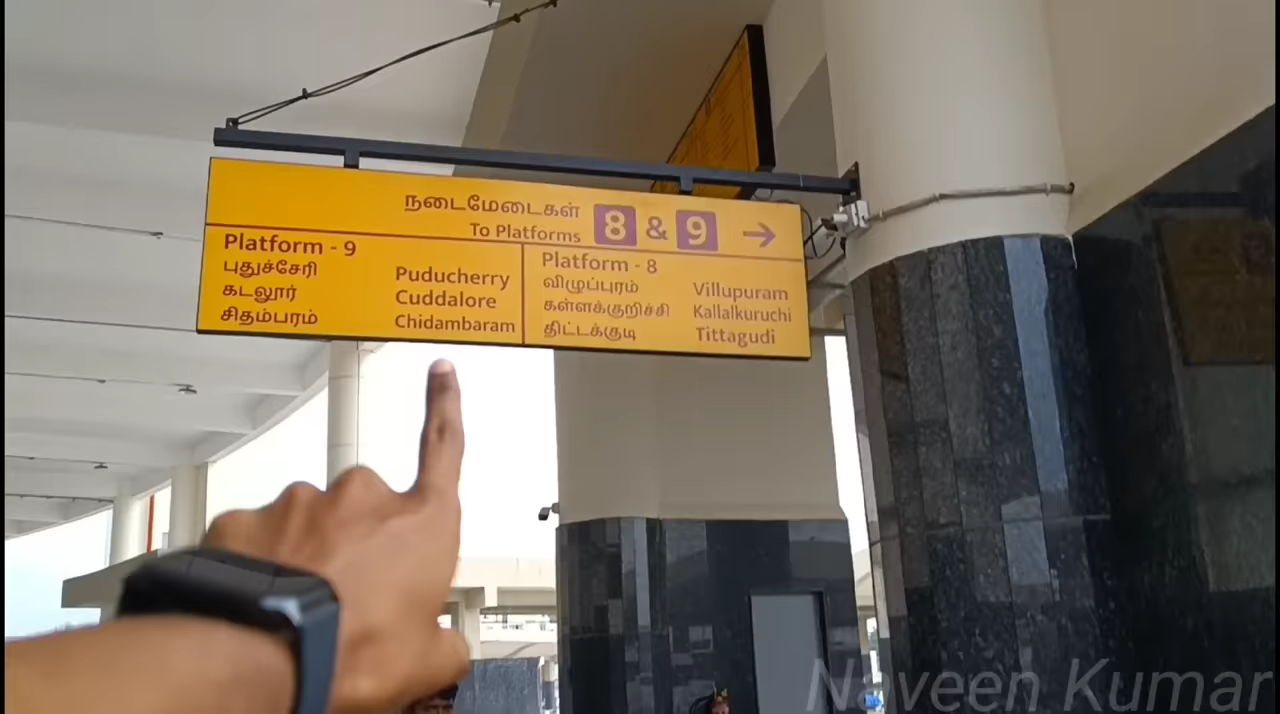 நடைமேடைகள்
To Platforms 8 & 9 →
Platform - 9
புதுச்சேரி Puducherry
கடலூர் Cuddalore
சிதம்பரம் Chidambaram
Platform - 8
விழுப்புரம் Villupuram
கள்ளக்குறிச்சி Kallalkuruchi
திட்டக்குடி Tittagudi
Naveen Kumar